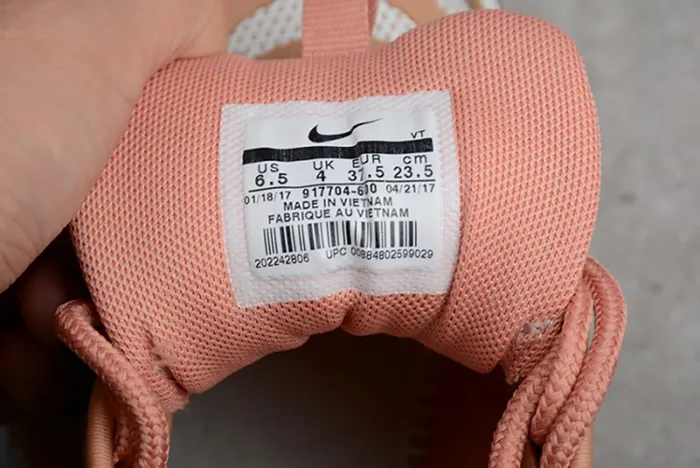 VT
US UK EUR cm
6.5 4 37.5 23.5
01/18/17 917704-600 04/21/17
MADE IN VIETNAM
FABRIQUE AU VIETNAM
202242806 UPC 00884802599029